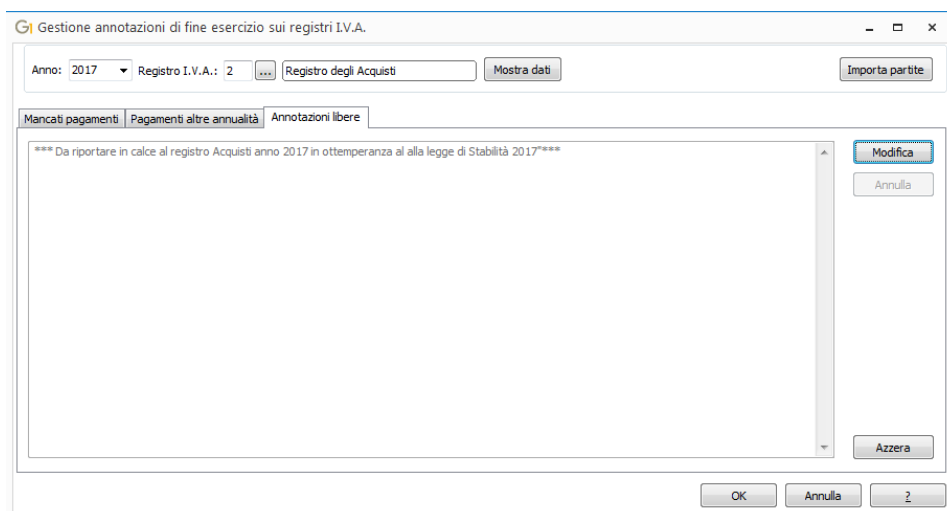 GI Gestione annotazioni di fine esercizio sui registri I.V.A.
Anno: 2017 Registro I.V.A.: 2 ... Registro degli Acquisti Mostra dati Importa partite
Mancati pagamenti Pagamenti altre annualità Annotazioni libere
*** Da riportare in calce al registro Acquisti anno 2017 in ottemperanza al alla legge di Stabilità 2017"***
Modifica
Annulla
Azzera
OK Annulla ?